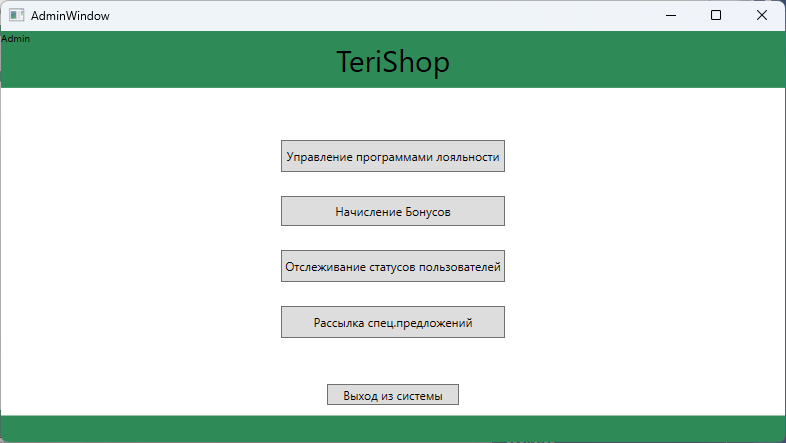 AdminWindow
Admin
TeriShop
Управление программами лояльности
Начисление Бонусов
Отслеживание статусов пользователей
Рассылка спец.предложений
Выход из системы